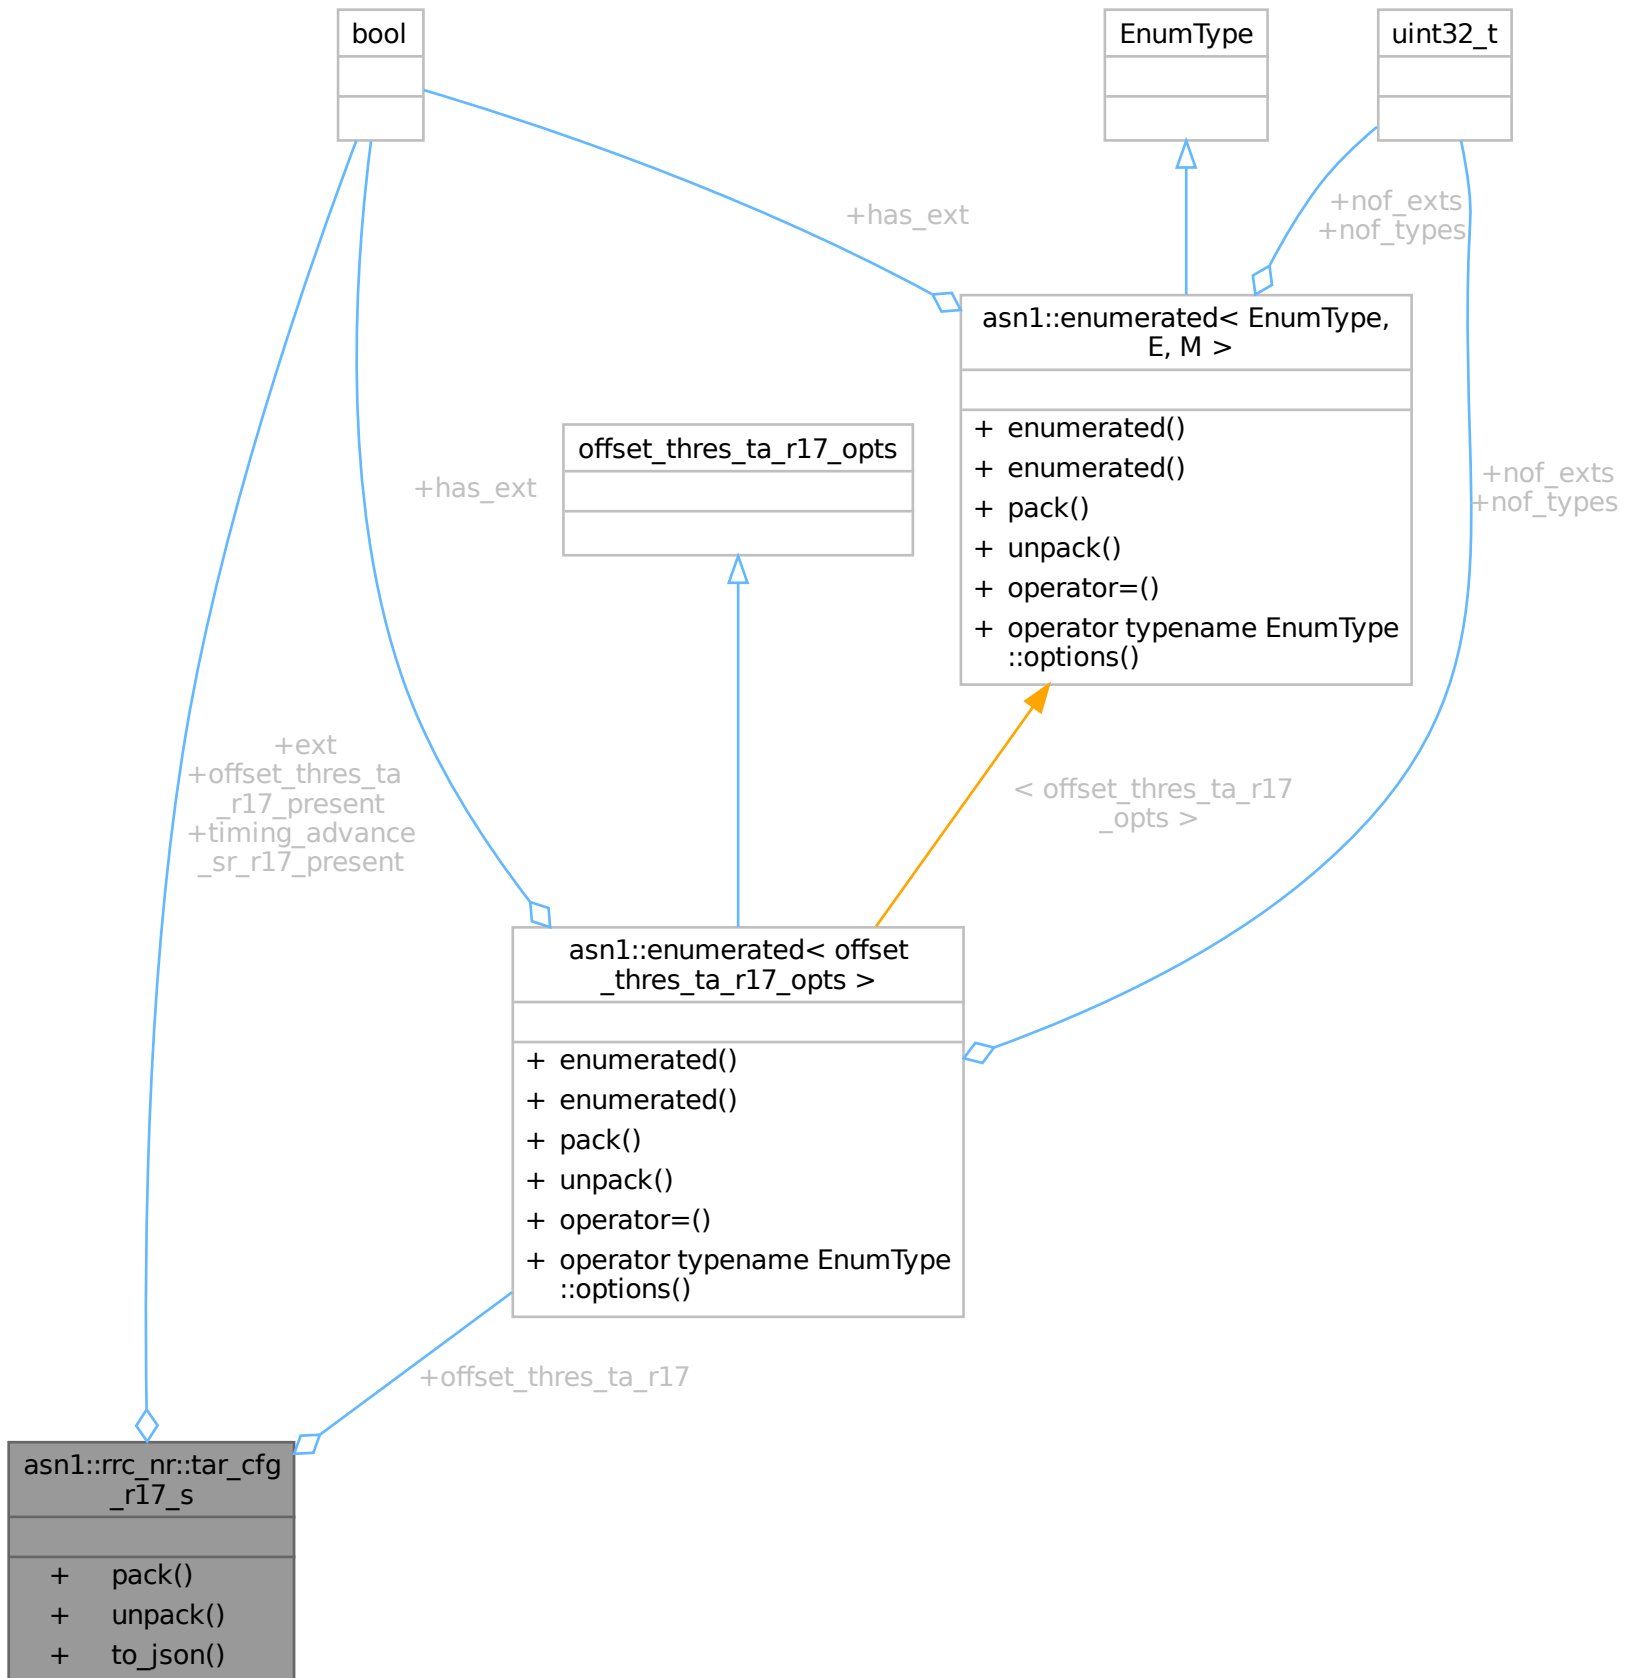 bool
EnumType
uint32_t
+has_ext
+nof_exts
+nof_types
asn1::enumerated< EnumType,
E, M >
+ enumerated()
+ enumerated()
+ pack()
+ unpack()
+ operator=()
+ operator typename EnumType
::options()
offset_thres_ta_r17_opts
+has_ext
+nof_exts
+nof_types
+ext
+offset_thres_ta
_r17_present
+timing_advance
_sr_r17_present
< offset_thres_ta_r17
_opts >
asn1::enumerated< offset
_thres_ta_r17_opts >
+ enumerated()
+ enumerated()
+ pack()
+ unpack()
+ operator=()
+ operator typename EnumType
::options()
+offset_thres_ta_r17
asn1::rrc_nr::tar_cfg
_r17_s
+ pack()
+ unpack()
+ to_json()